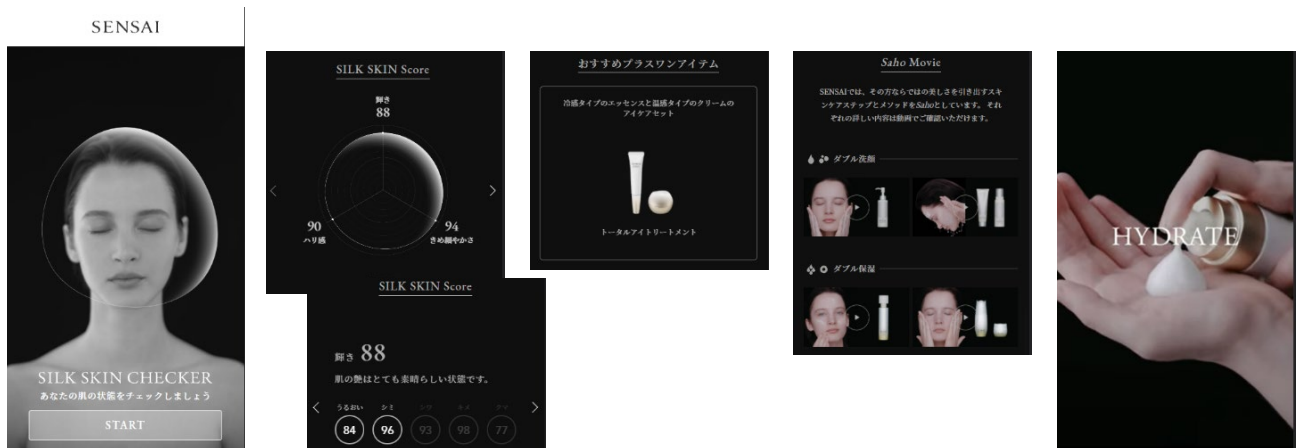 SENSAI
SILK SKIN CHECKER
あなたの肌の状態をチェックしましょう
START
SILK SKIN Score
輝き
88
90
ハリ感
94
きめ細やかさ
SILK SKIN Score
輝き 88
肌の艶はとても素晴らしい状態です。
うるおい シミ シワ キメ クマ
84 96 93 98 77
おすすめプラスワンアイテム
冷感タイプのエッセンスと温感タイプのクリームの
アイケアセット
トータルアイトリートメント
Saho Movie
SENSAIでは、その方ならではの美しさを引き出すスキ
ンケアステップとメソッドをSahoとしています。 それ
ぞれの詳しい内容は動画でご確認いただけます。
ダブル洗顔
ダブル保湿
HYDRATE